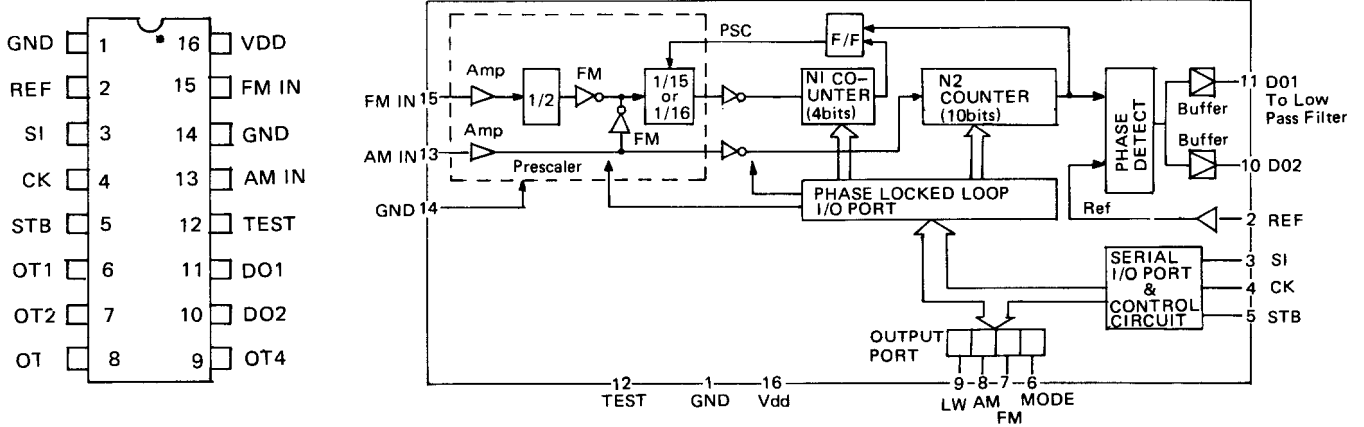 GND 1 16 VDD
REF 2 15 FM IN
SI 3 14 GND
CK 4 13 AM IN
STB 5 12 TEST
OT1 6 11 DO1
OT2 7 10 DO2
OT 8 9 OT4
PSC
F/F
Amp
FM
FM IN 15
1/2
1/15
or
1/16
N1 CO-
UNTER
(4bits)
N2
COUNTER
(10bits)
PHASE
DETECT
Buffer
11 D01
To Low
Pass Filter
Amp
FM
Buffer
AM IN 13
Prescaler
10 D02
GND 14
PHASE LOCKED LOOP
I/O PORT
Ref
2 REF
SERIAL
I/O PORT
&
CONTROL
CIRCUIT
3 SI
4 CK
5 STB
OUTPUT
PORT
12
TEST
1
GND
16
Vdd
9 8 7 6
LW AM MODE
FM